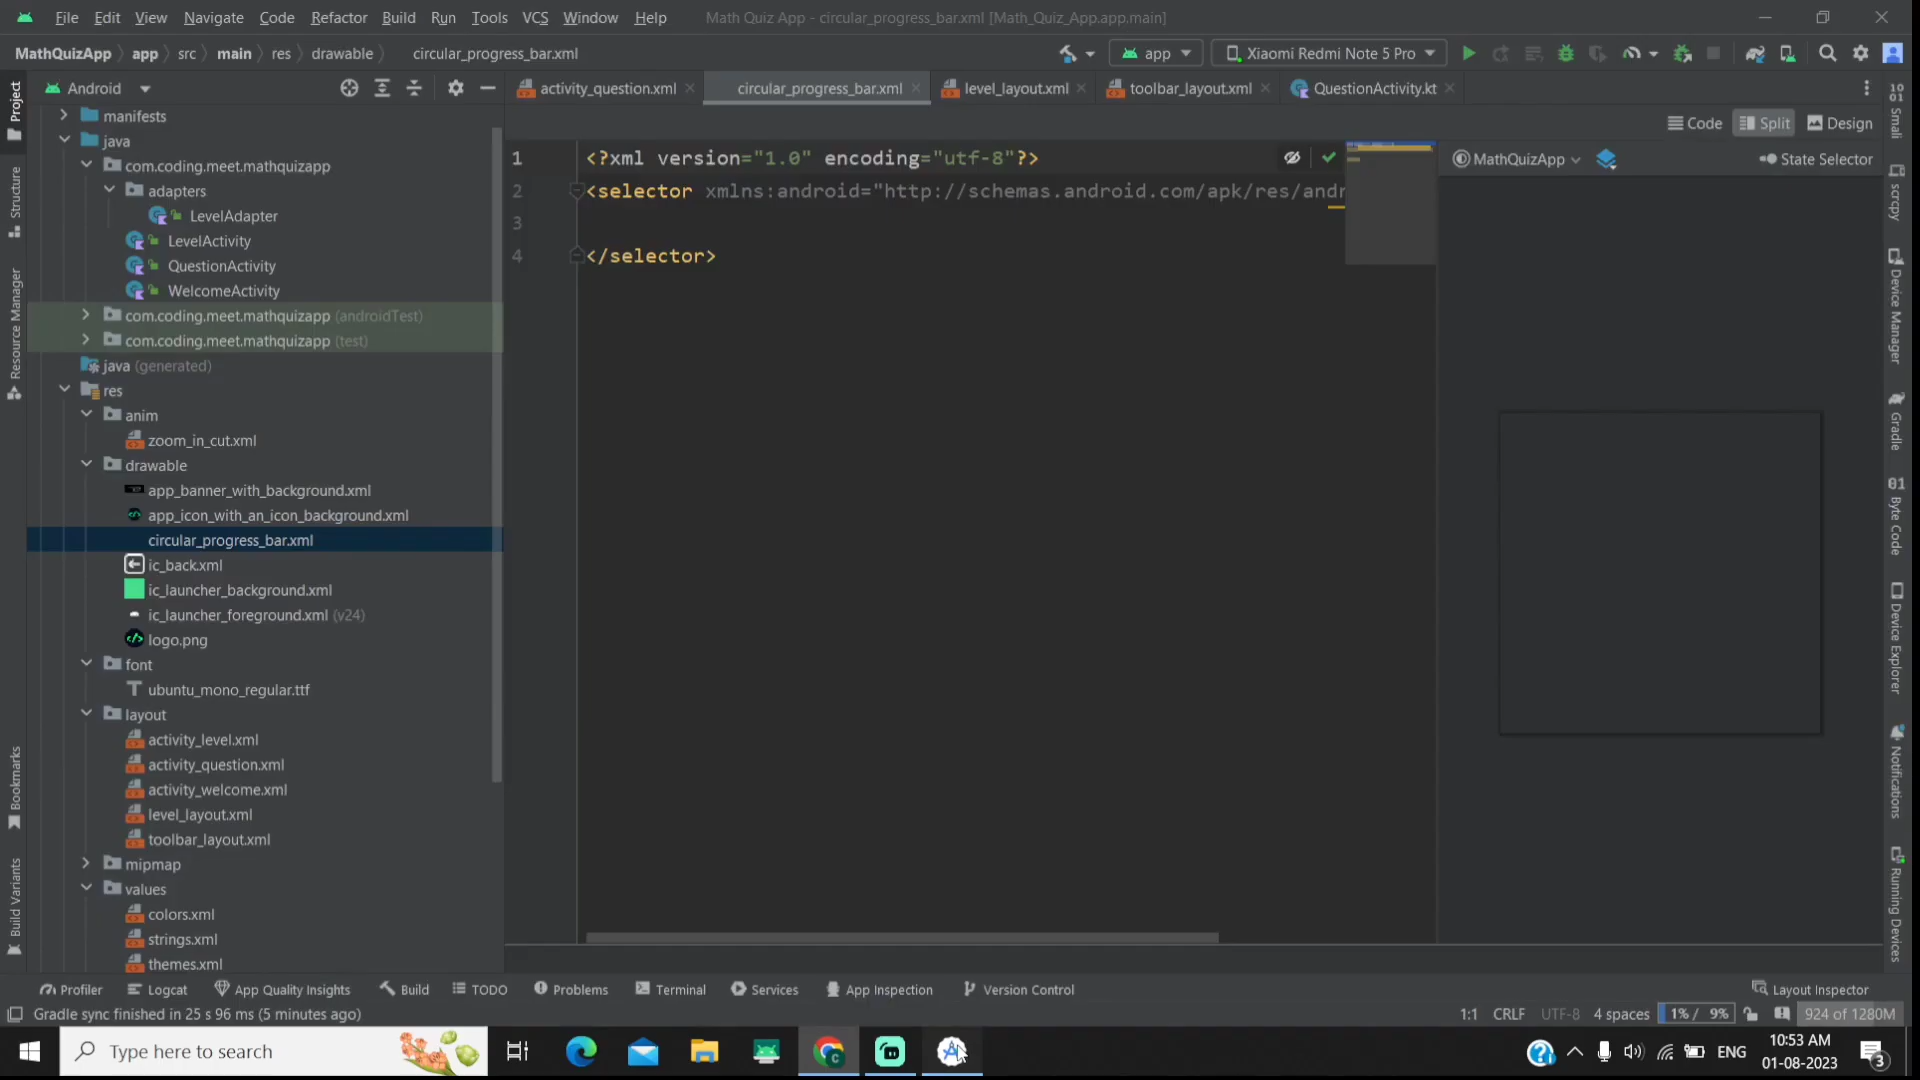 File Edit View Navigate Code Refactor Build Run Tools VCS Window Help Math Quiz App - circular_progress_bar.xml [Math_Quiz_App.app.main]
MathQuizApp app src main res drawable circular_progress_bar.xml app Xiaomi Redmi Note 5 Pro
Android activity_question.xml circular_progress_bar.xml level_layout.xml toolbar_layout.xml QuestionActivity.kt
Code Split Design
MathQuizApp State Selector
manifests
java
com.coding.meet.mathquizapp
adapters
LevelAdapter
LevelActivity
QuestionActivity
WelcomeActivity
com.coding.meet.mathquizapp (androidTest)
com.coding.meet.mathquizapp (test)
java (generated)
res
anim
zoom_in_cut.xml
drawable
app_banner_with_background.xml
app_icon_with_an_icon_background.xml
circular_progress_bar.xml
ic_back.xml
ic_launcher_background.xml
ic_launcher_foreground.xml (v24)
logo.png
font
ubuntu_mono_regular.ttf
layout
activity_level.xml
activity_question.xml
activity_welcome.xml
level_layout.xml
toolbar_layout.xml
mipmap
values
colors.xml
strings.xml
themes.xml
1 <?xml version="1.0" encoding="utf-8"?>
2 <selector xmlns:android="http://schemas.android.com/apk/res/andr
3
4 </selector>
Project
Structure
Resource Manager
Bookmarks
Build Variants
Small
scrcpy
Device Manager
Gradle
Byte Code
Device Explorer
Notifications
Running Devices
Profiler Logcat App Quality Insights Build TODO Problems Terminal Services App Inspection Version Control Layout Inspector
Gradle sync finished in 25 s 96 ms (5 minutes ago) 1:1 CRLF UTF-8 4 spaces 1% / 9% 924 of 1280M
Type here to search ENG 10:53 AM
01-08-2023 3